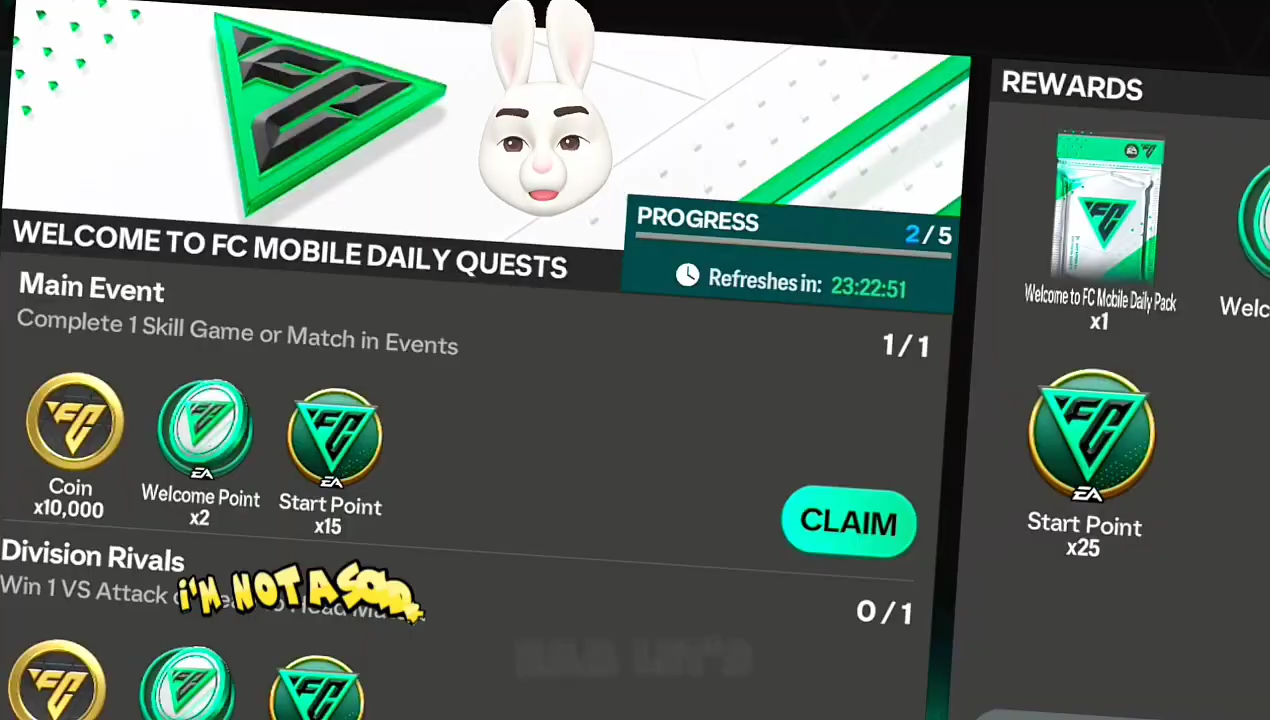 REWARDS
WELCOME TO FC MOBILE DAILY QUESTS
PROGRESS
2/5
Refreshes in: 23:22:51
Main Event
Complete 1 Skill Game or Match in Events
1/1
Coin
x10,000
Welcome Point
x2
Start Point
x15
CLAIM
Welcome to FC Mobile Daily Pack
x1
Start Point
x25
Division Rivals
Win 1 VS Attack
0/1
I'M NOT A